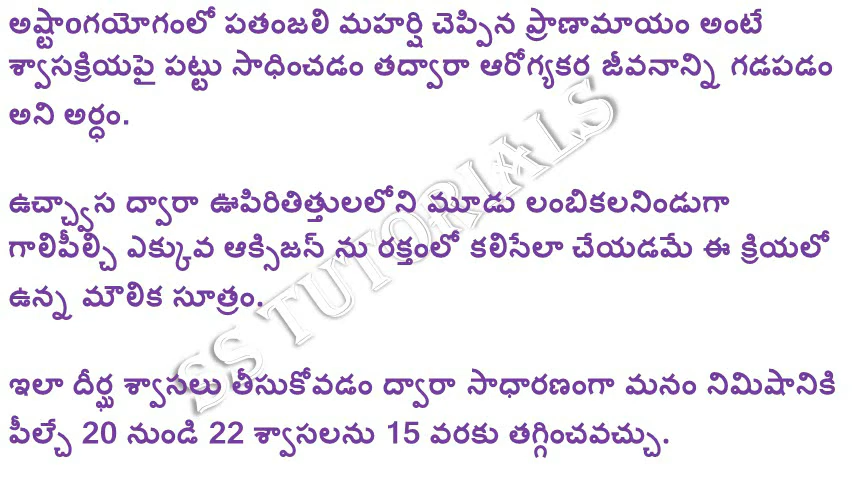 అష్టాంగయోగంలో పతంజలి మహర్షి చెప్పిన ప్రాణామాయం అంటే
శ్వాసక్రియపై పట్టు సాధించడం తద్వారా ఆరోగ్యకర జీవనాన్ని గడపడం
అని అర్ధం.
ఉచ్ఛ్వాస ద్వారా ఊపిరితిత్తులలోని మూడు లంబికలనిండుగా
గాలిపీల్చి ఎక్కువ ఆక్సిజన్ ను రక్తంలో కలిసేలా చేయడమే ఈ క్రియలో
ఉన్న మౌలిక సూత్రం.
ఇలా దీర్ఘ శ్వాసలు తీసుకోవడం ద్వారా సాధారణంగా మనం నిమిషానికి
పీల్చే 20 నుండి 22 శ్వాసలను 15 వరకు తగ్గించవచ్చు.
SS TUTORIALS